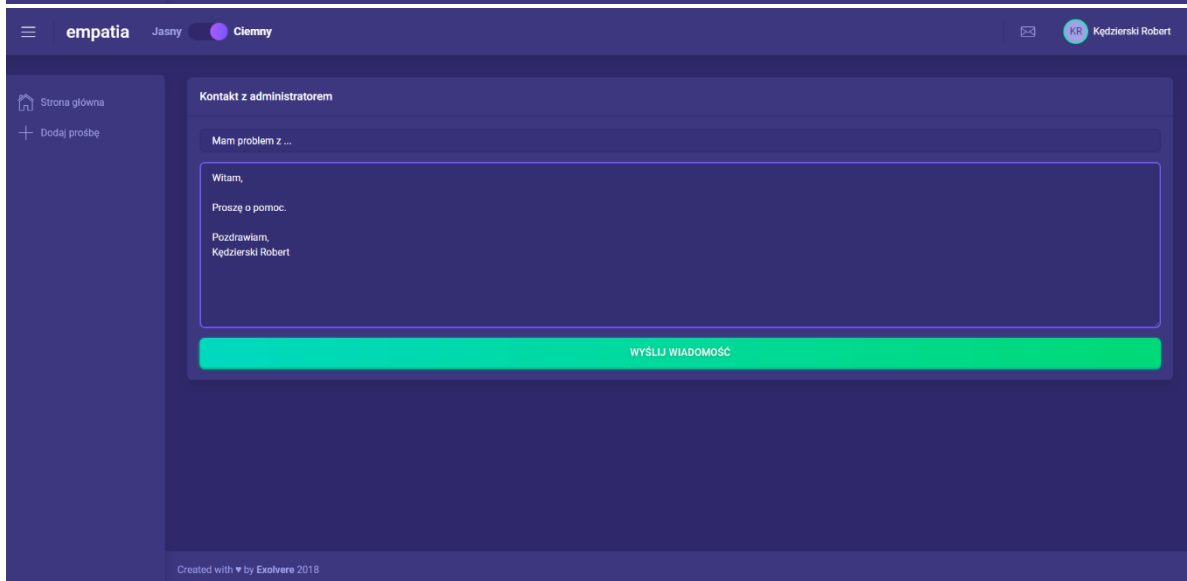 empatia
Jasny Ciemny
KR Kędzierski Robert
Strona główna
Dodaj prośbę
Kontakt z administratorem
Mam problem z ...
Witam,
Proszę o pomoc.
Pozdrawiam,
Kędzierski Robert
WYŚLIJ WIADOMOŚĆ
Created with ♥ by Exolvere 2018